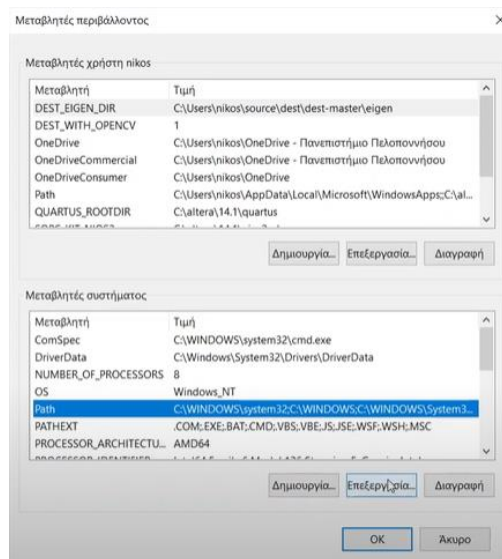 Μεταβλητές περιβάλλοντος
Μεταβλητές χρήστη nikos
Μεταβλητή Τιμή
DEST_EIGEN_DIR C:\Users\nikos\source\dest\dest-master\eigen
DEST_WITH_OPENCV 1
OneDrive C:\Users\nikos\OneDrive - Πανεπιστήμιο Πελοποννήσου
OneDriveCommercial C:\Users\nikos\OneDrive - Πανεπιστήμιο Πελοποννήσου
OneDriveConsumer C:\Users\nikos\OneDrive
Path C:\Users\nikos\AppData\Local\Microsoft\WindowsApps;;C:\al...
QUARTUS_ROOTDIR C:\altera\14.1\quartus
Δημιουργία... Επεξεργασία... Διαγραφή
Μεταβλητές συστήματος
Μεταβλητή Τιμή
ComSpec C:\WINDOWS\system32\cmd.exe
DriverData C:\Windows\System32\Drivers\DriverData
NUMBER_OF_PROCESSORS 8
OS Windows_NT
Path C:\WINDOWS\system32;C:\WINDOWS;C:\WINDOWS\System3...
PATHEXT .COM;.EXE;.BAT;.CMD;.VBS;.VBE;.JS;.JSE;.WSF;.WSH;.MSC
PROCESSOR_ARCHITECTU... AMD64
Δημιουργία... Επεξεργασία... Διαγραφή
OK Άκυρο